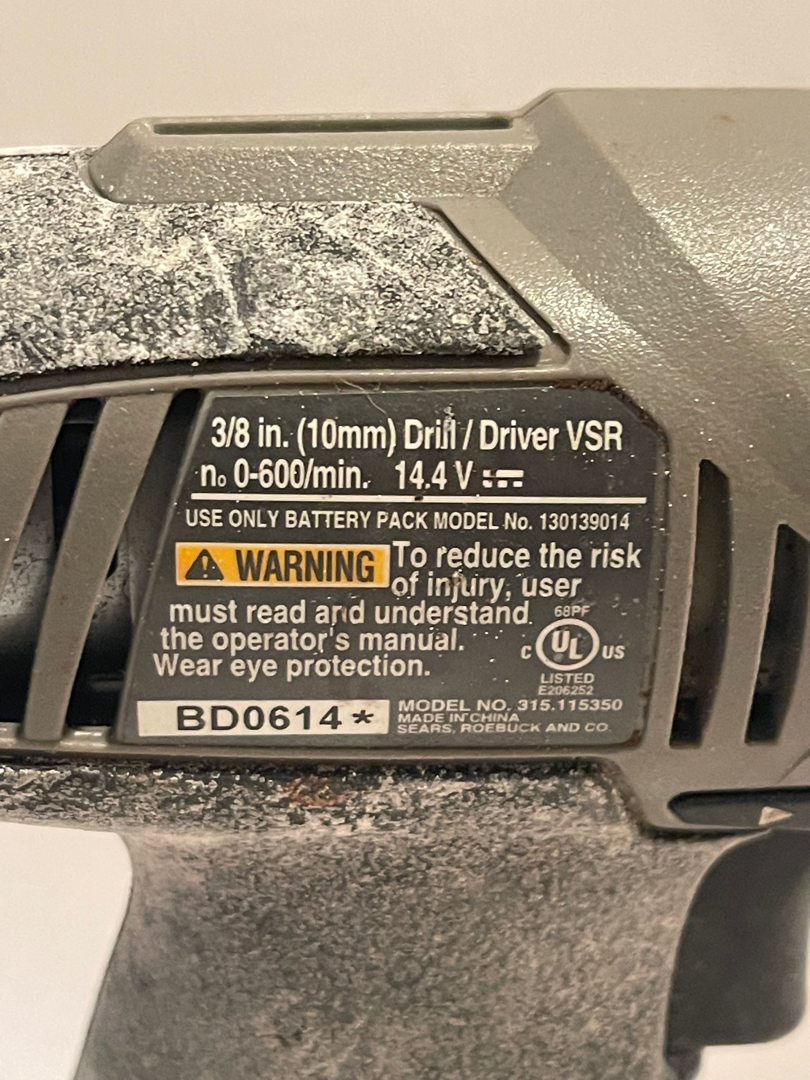 3/8 in. (10mm) Drill / Driver VSR
n₀ 0-600/min. 14.4 V ⎓
USE ONLY BATTERY PACK MODEL No. 130139014
⚠ WARNING To reduce the risk
of injury, user
must read and understand
the operator's manual.
Wear eye protection.
68PF
C UL US
LISTED
E206252
BD0614*
MODEL NO. 315.115350
MADE IN CHINA
SEARS, ROEBUCK AND CO.